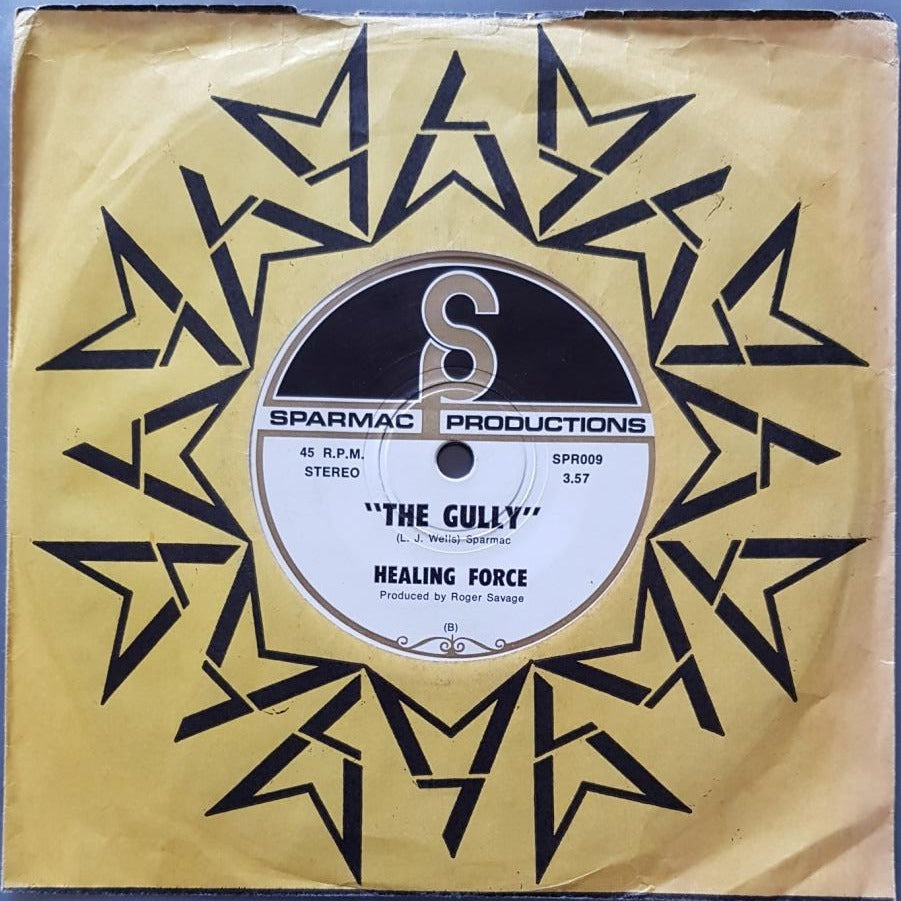 S
SPARMAC PRODUCTIONS
45 R.P.M.
STEREO
SPR009
3.57
"THE GULLY"
(L. J. Wells) Sparmac
HEALING FORCE
Produced by Roger Savage
(B)